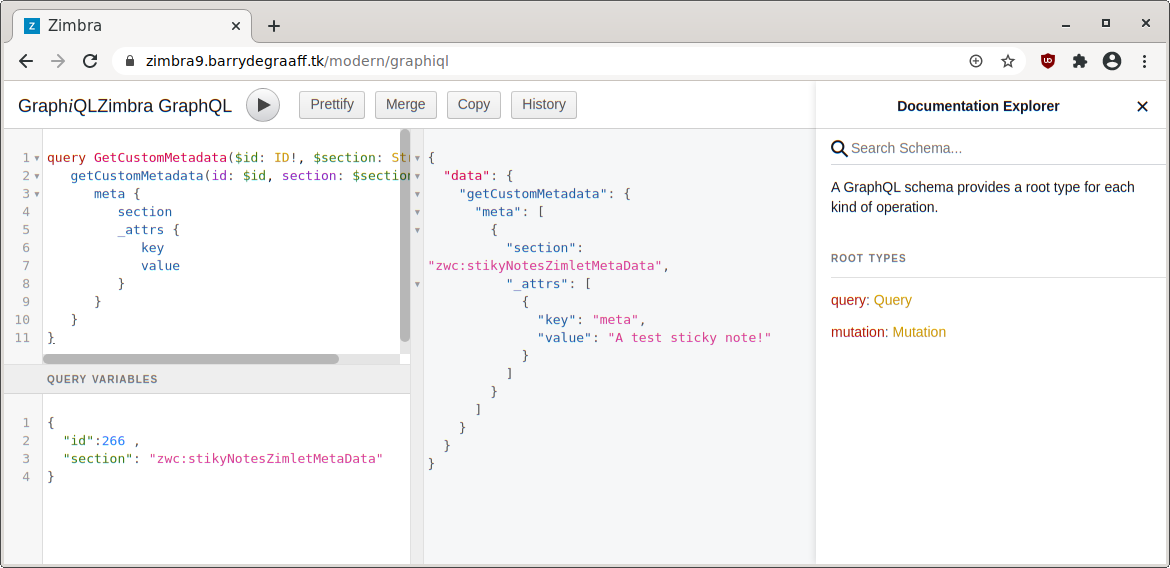 Z Zimbra
zimbra9.barrydegraaff.tk/modern/graphiql
GraphiQLZimbra GraphQL
Prettify
Merge
Copy
History
1 query GetCustomMetadata($id: ID!, $section: St
2 getCustomMetadata(id: $id, section: $section
3 meta {
4 section
5 _attrs {
6 key
7 value
8 }
9 }
10 }
11 }
QUERY VARIABLES
1 {
2 "id":266 ,
3 "section": "zwc:stikyNotesZimletMetaData"
4 }
{
"data": {
"getCustomMetadata": {
"meta": [
{
"section":
"zwc:stikyNotesZimletMetaData",
"_attrs": [
{
"key": "meta",
"value": "A test sticky note!"
}
]
}
]
}
}
}
Documentation Explorer
Search Schema...
A GraphQL schema provides a root type for each
kind of operation.
ROOT TYPES
query: Query
mutation: Mutation